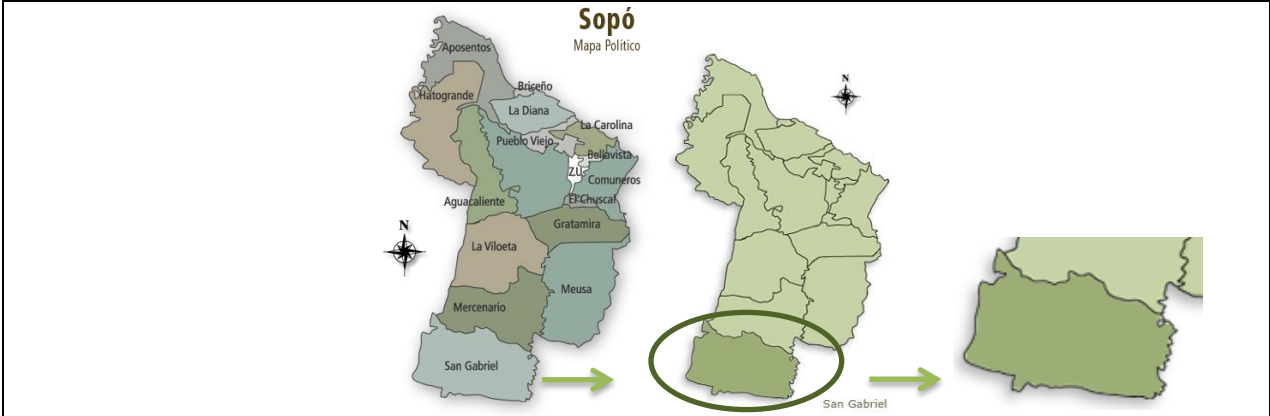 Sopó
Mapa Político
Aposentos
N
Hatogrande
Briceño
La Diana
La Carolina
Pueblo Viejo
Bellavista
Z.U
Comuneros
El Chuscal
Aguacaliente
Gratamira
N
La Viloeta
Meusa
Mercenario
San Gabriel
San Gabriel